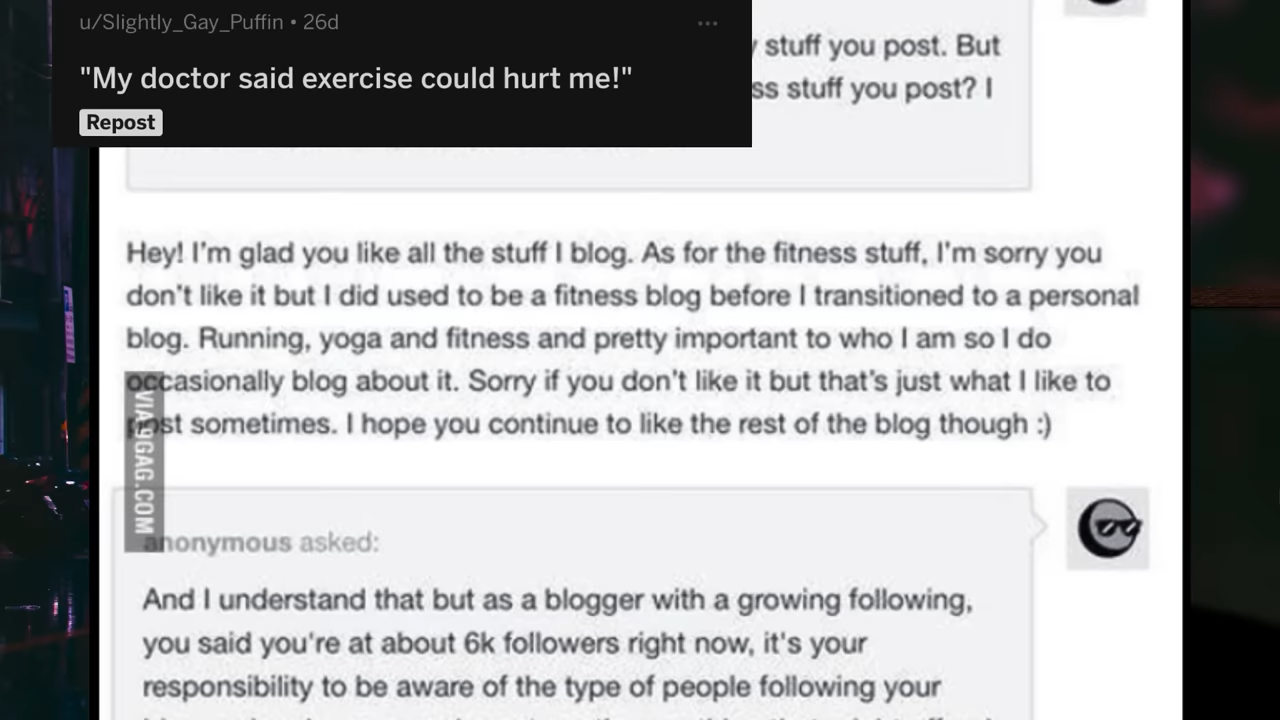 u/Slightly_Gay_Puffin • 26d
"My doctor said exercise could hurt me!"
Repost
stuff you post. But
stuff you post? I
Hey! I'm glad you like all the stuff I blog. As for the fitness stuff, I'm sorry you
don't like it but I did used to be a fitness blog before I transitioned to a personal
blog. Running, yoga and fitness and pretty important to who I am so I do
occasionally blog about it. Sorry if you don't like it but that's just what I like to
post sometimes. I hope you continue to like the rest of the blog though :)
VIA 9GAG.COM
anonymous asked:
And I understand that but as a blogger with a growing following,
you said you're at about 6k followers right now, it's your
responsibility to be aware of the type of people following your